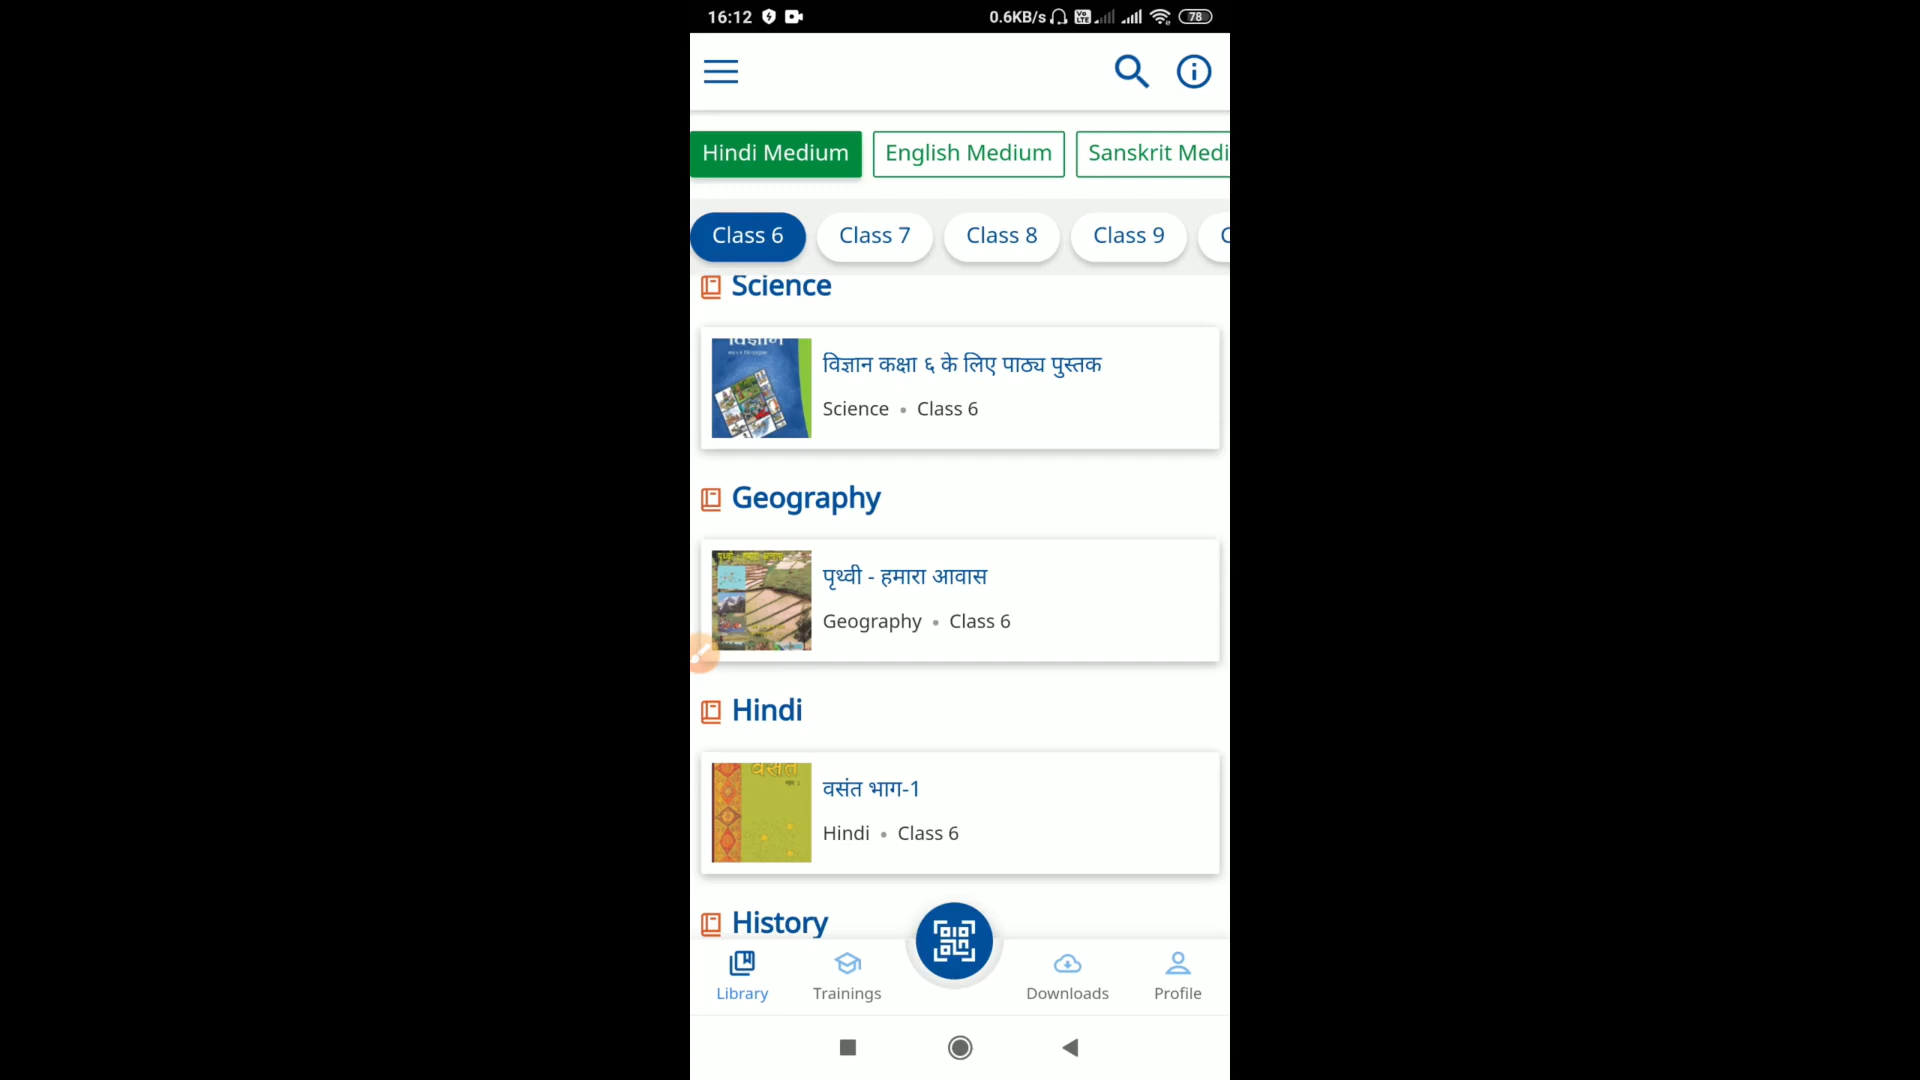 16:12 0.6KB/s 78
Hindi Medium English Medium Sanskrit Medi
Class 6 Class 7 Class 8 Class 9 C
Science
विज्ञान कक्षा ६ के लिए पाठ्य पुस्तक
Science • Class 6
Geography
पृथ्वी - हमारा आवास
Geography • Class 6
Hindi
वसंत
वसंत भाग-1
Hindi • Class 6
History
Library Trainings Downloads Profile